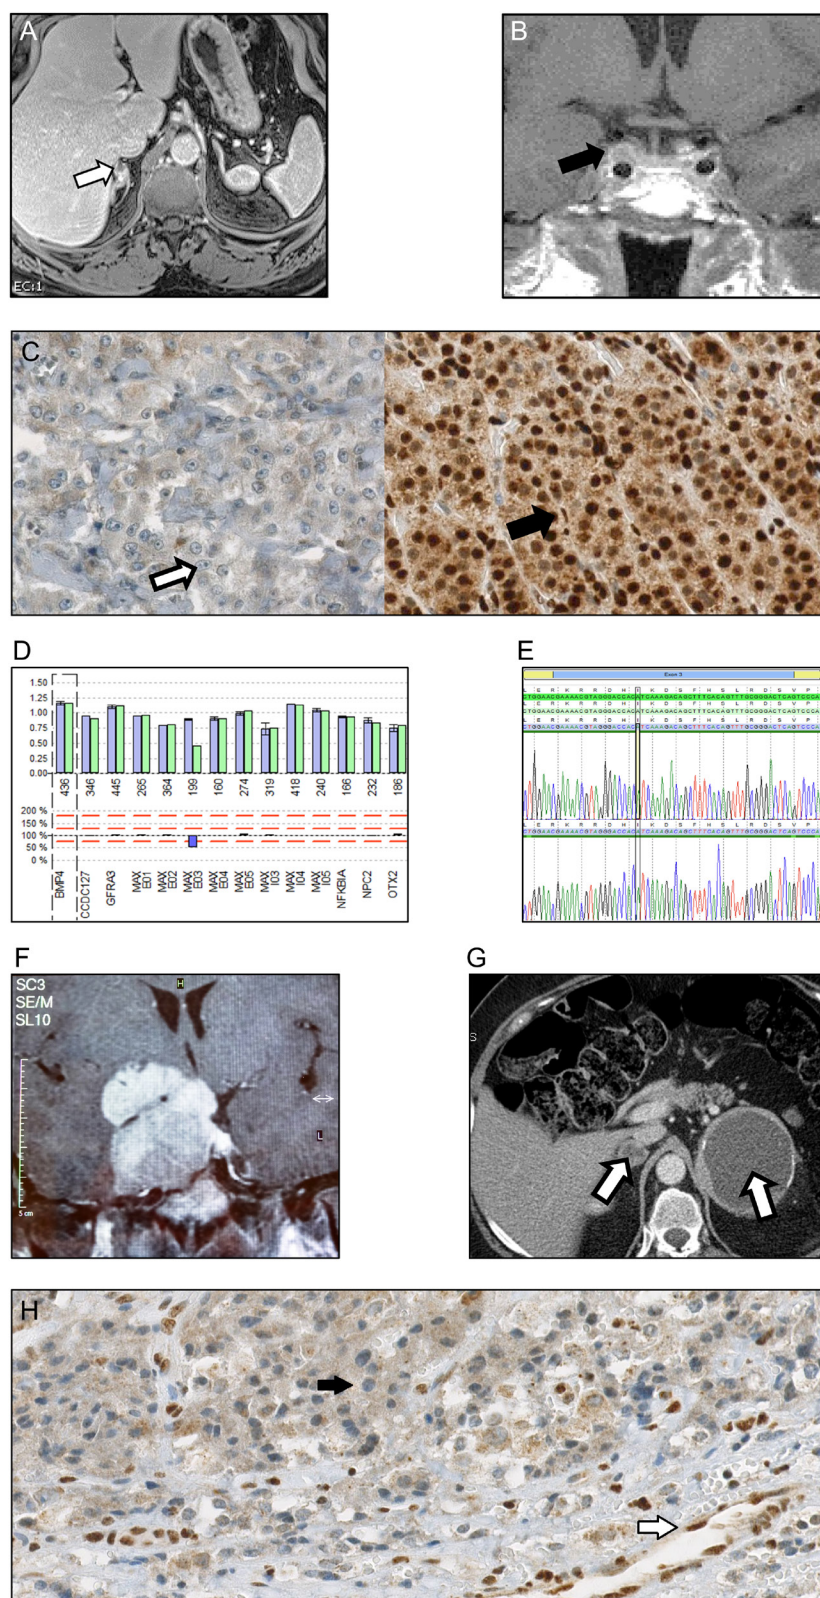 A
EC:1
B
C
D
1.50
1.25
1.00
0.75
0.50
0.25
0.00
436
346
445
265
364
199
160
274
319
418
240
166
232
186
200 %
150 %
100 %
50 %
0 %
BMP4
CCDC127
GFRA3
MAX E01
MAX E02
MAX E03
MAX E04
MAX E05
MAX I03
MAX I04
MAX I05
NFKBIA
NPC2
OTX2
E
Exon 3
L E R K R R D H I K D S F H S L R D S V P
L E R K R R D H I K D S F H S L R D S V P
L E R K R R D H I K D S F H S L R D S V P
F
SC3
SE/M
SL10
H
L
5 cm
G
S
H